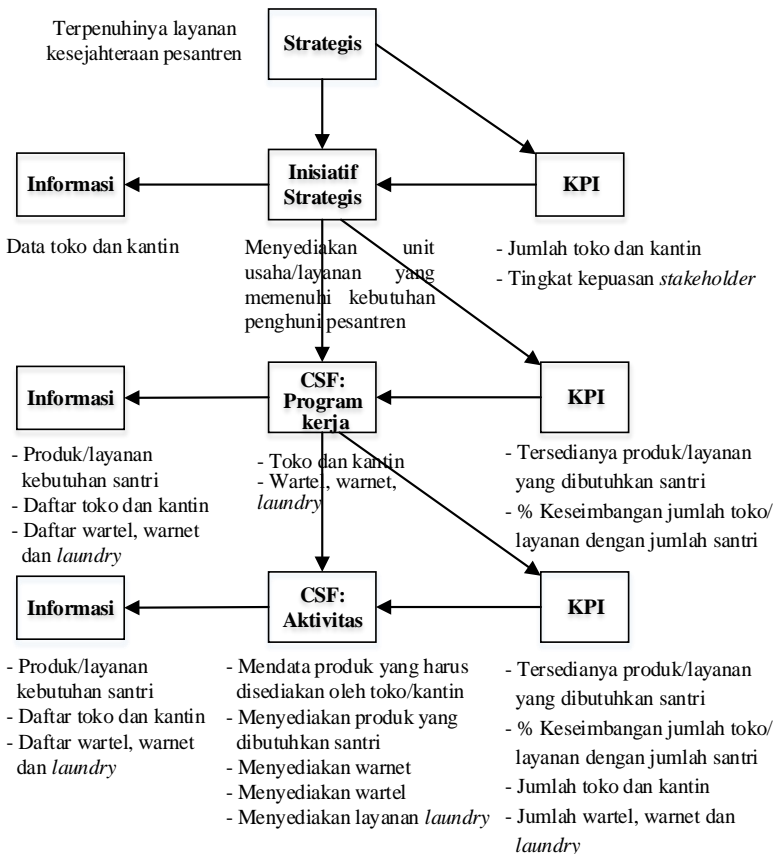 Terpenuhinya layanan
kesejahteraan pesantren
Strategis
Informasi
Inisiatif
Strategis
KPI
Data toko dan kantin
Menyediakan unit
usaha/layanan yang
memenuhi kebutuhan
penghuni pesantren
- Jumlah toko dan kantin
- Tingkat kepuasan stakeholder
Informasi
CSF:
Program
kerja
KPI
- Produk/layanan
kebutuhan santri
- Daftar toko dan kantin
- Daftar wartel, warnet
dan laundry
- Toko dan kantin
- Wartel, warnet,
laundry
- Tersedianya produk/layanan
yang dibutuhkan santri
- % Keseimbangan jumlah toko/
layanan dengan jumlah santri
Informasi
CSF:
Aktivitas
KPI
- Produk/layanan
kebutuhan santri
- Daftar toko dan kantin
- Daftar wartel, warnet
dan laundry
- Mendata produk yang harus
disediakan oleh toko/kantin
- Menyediakan produk yang
dibutuhkan santri
- Menyediakan warnet
- Menyediakan wartel
- Menyediakan layanan laundry
- Tersedianya produk/layanan
yang dibutuhkan santri
- % Keseimbangan jumlah toko/
layanan dengan jumlah santri
- Jumlah toko dan kantin
- Jumlah wartel, warnet dan
laundry